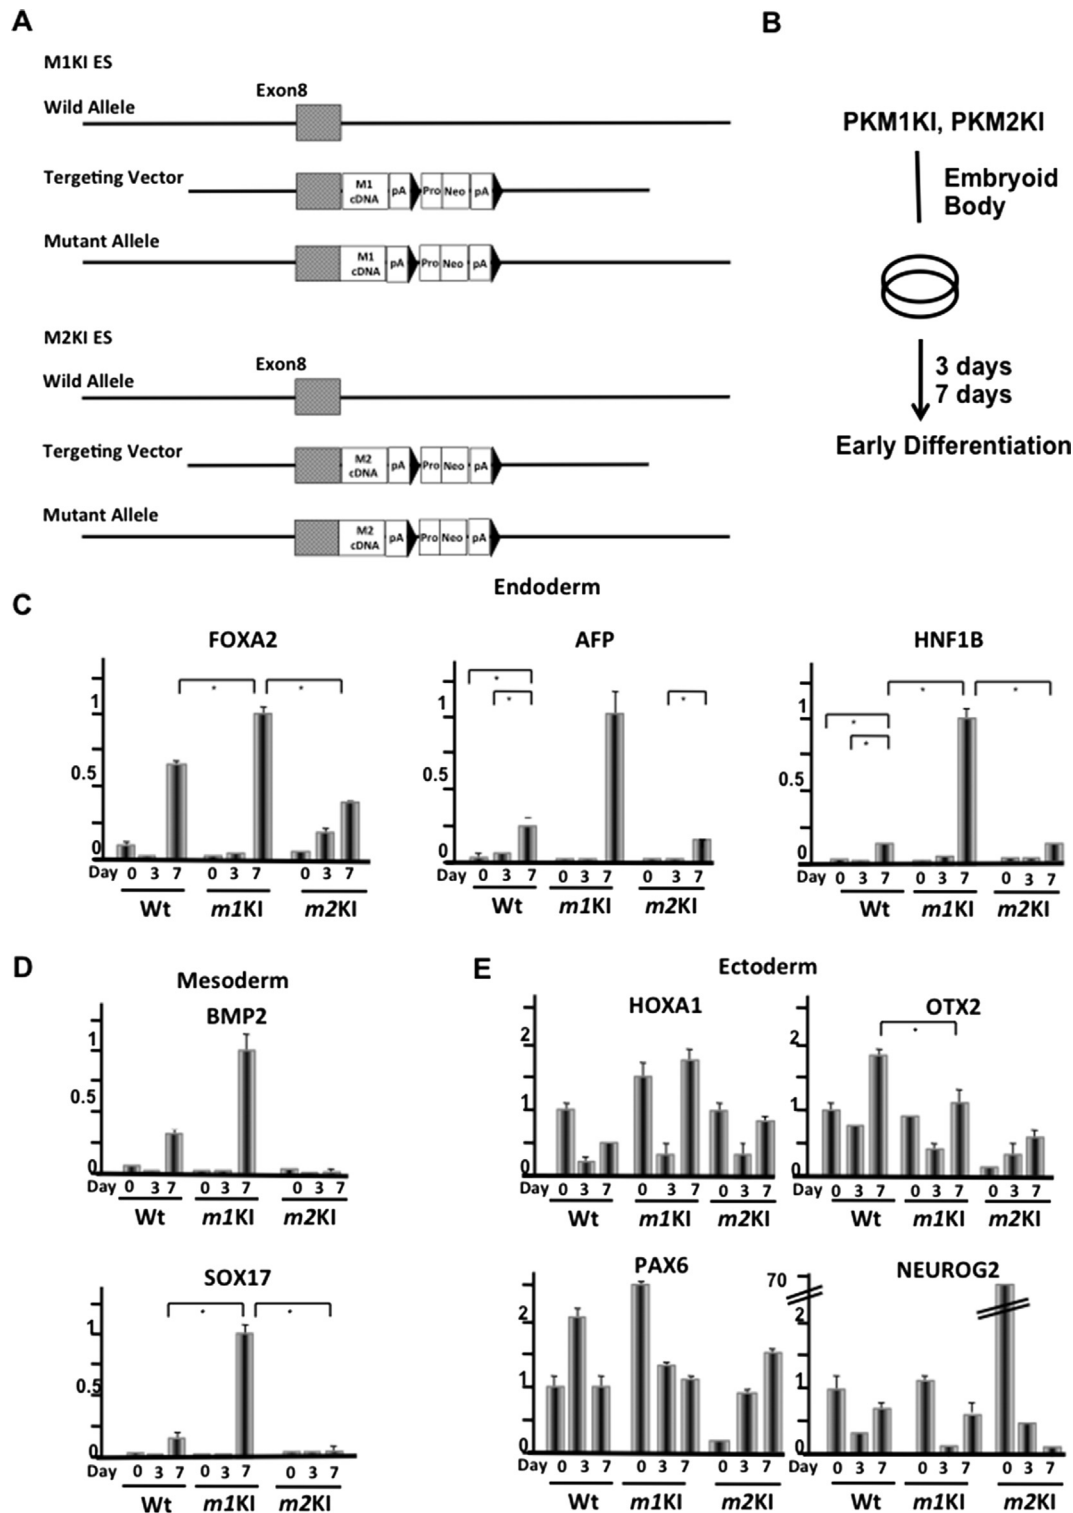 A
M1KI ES
Exon8
Wild Allele
Tergeting Vector
M1 cDNA pA Pro Neo pA
Mutant Allele
M1 cDNA pA Pro Neo pA
M2KI ES
Exon8
Wild Allele
Tergeting Vector
M2 cDNA pA Pro Neo pA
Mutant Allele
M2 cDNA pA Pro Neo pA
B
PKM1KI, PKM2KI
Embryoid
Body
3 days
7 days
Early Differentiation
C
Endoderm
FOXA2
1
0.5
0
* *
Day 0 3 7 0 3 7 0 3 7
Wt m1KI m2KI
AFP
1
0.5
0
* * *
Day 0 3 7 0 3 7 0 3 7
Wt m1KI m2KI
HNF1B
1
0.5
0
* * * *
Day 0 3 7 0 3 7 0 3 7
Wt m1KI m2KI
D
Mesoderm
BMP2
1
0.5
0
Day 0 3 7 0 3 7 0 3 7
Wt m1KI m2KI
SOX17
1
0.5
0
* *
Day 0 3 7 0 3 7 0 3 7
Wt m1KI m2KI
E
Ectoderm
HOXA1
2
1
0
Day 0 3 7 0 3 7 0 3 7
Wt m1KI m2KI
OTX2
2
1
0
*
Day 0 3 7 0 3 7 0 3 7
Wt m1KI m2KI
PAX6
2
1
0
Day 0 3 7 0 3 7 0 3 7
Wt m1KI m2KI
NEUROG2
70
2
1
0
Day 0 3 7 0 3 7 0 3 7
Wt m1KI m2KI